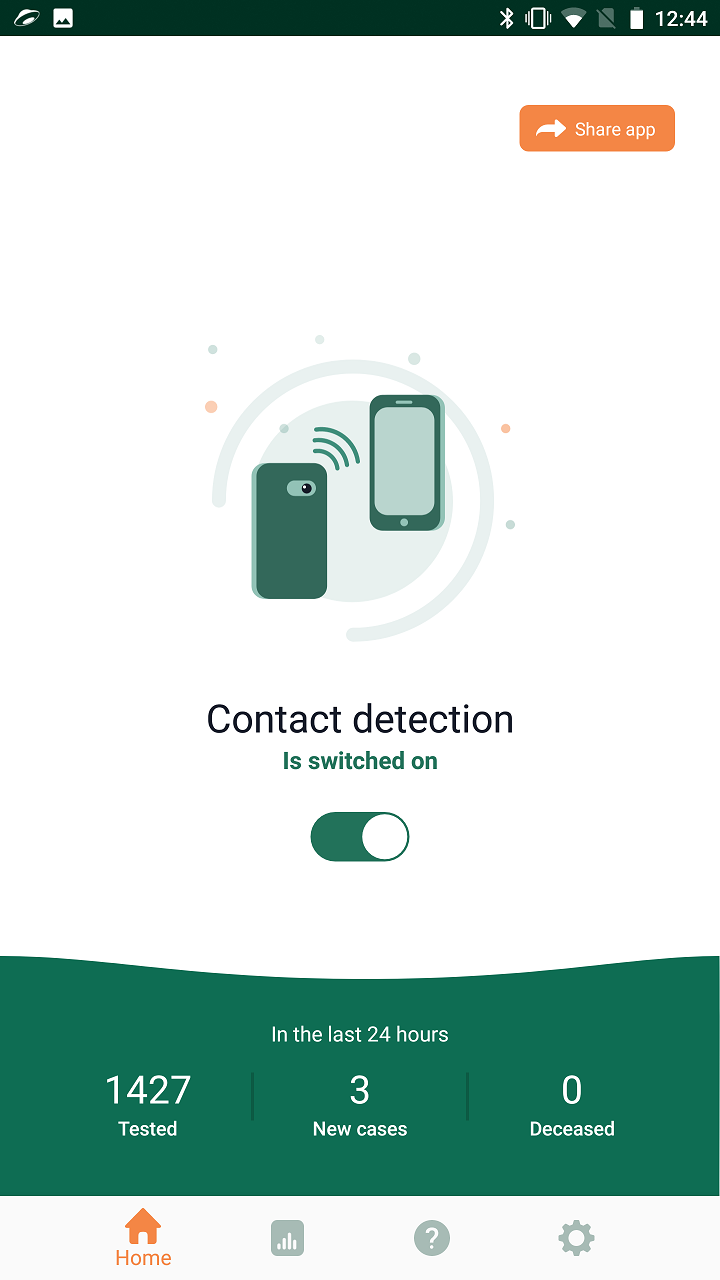 12:44
Share app
Contact detection
Is switched on
In the last 24 hours
1427 3 0
Tested New cases Deceased
?
Home